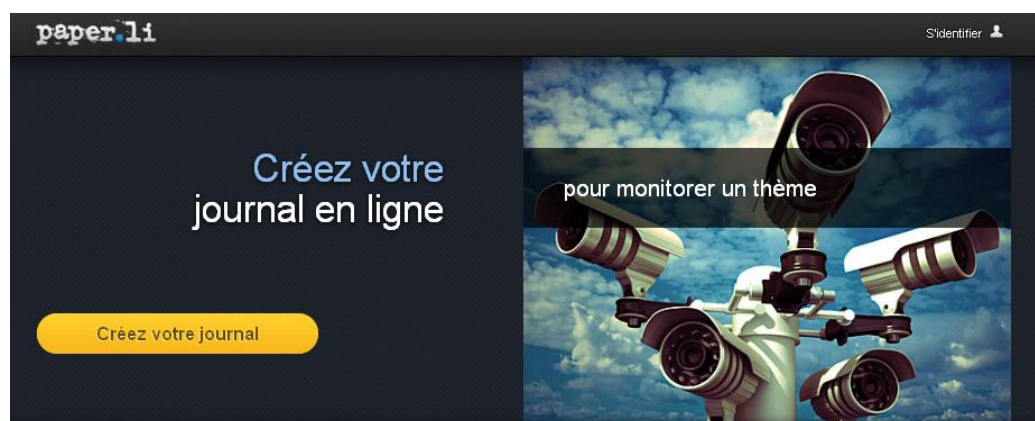 paper.li
S'identifier
Créez votre
journal en ligne
pour monitorer un thème
Créez votre journal